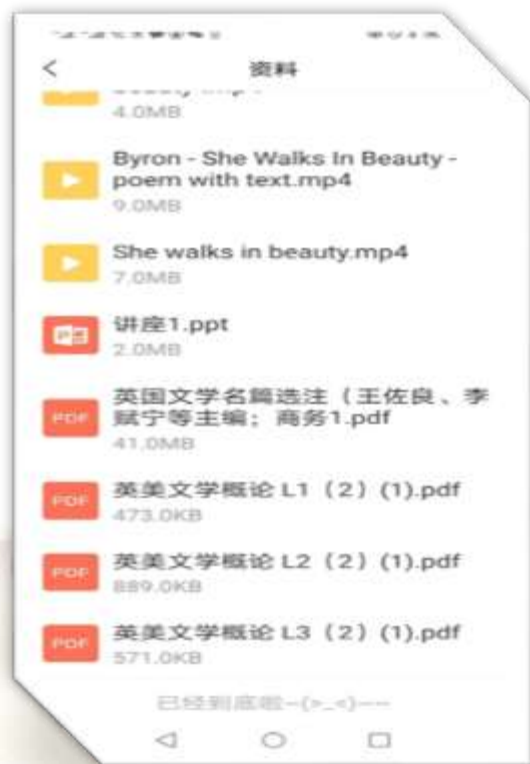 资料
4.0MB
Byron - She Walks In Beauty -
poem with text.mp4
9.0MB
She walks in beauty.mp4
7.0MB
讲座1.ppt
2.0MB
英国文学名篇选注（王佐良、李
赋宁等主编；商务1.pdf
PDF
41.0MB
英美文学概论 L1（2）(1).pdf
PDF
473.0KB
英美文学概论 L2（2）(1).pdf
PDF
889.0KB
英美文学概论 L3（2）(1).pdf
PDF
571.0KB
已经到底啦~(>_<)~~